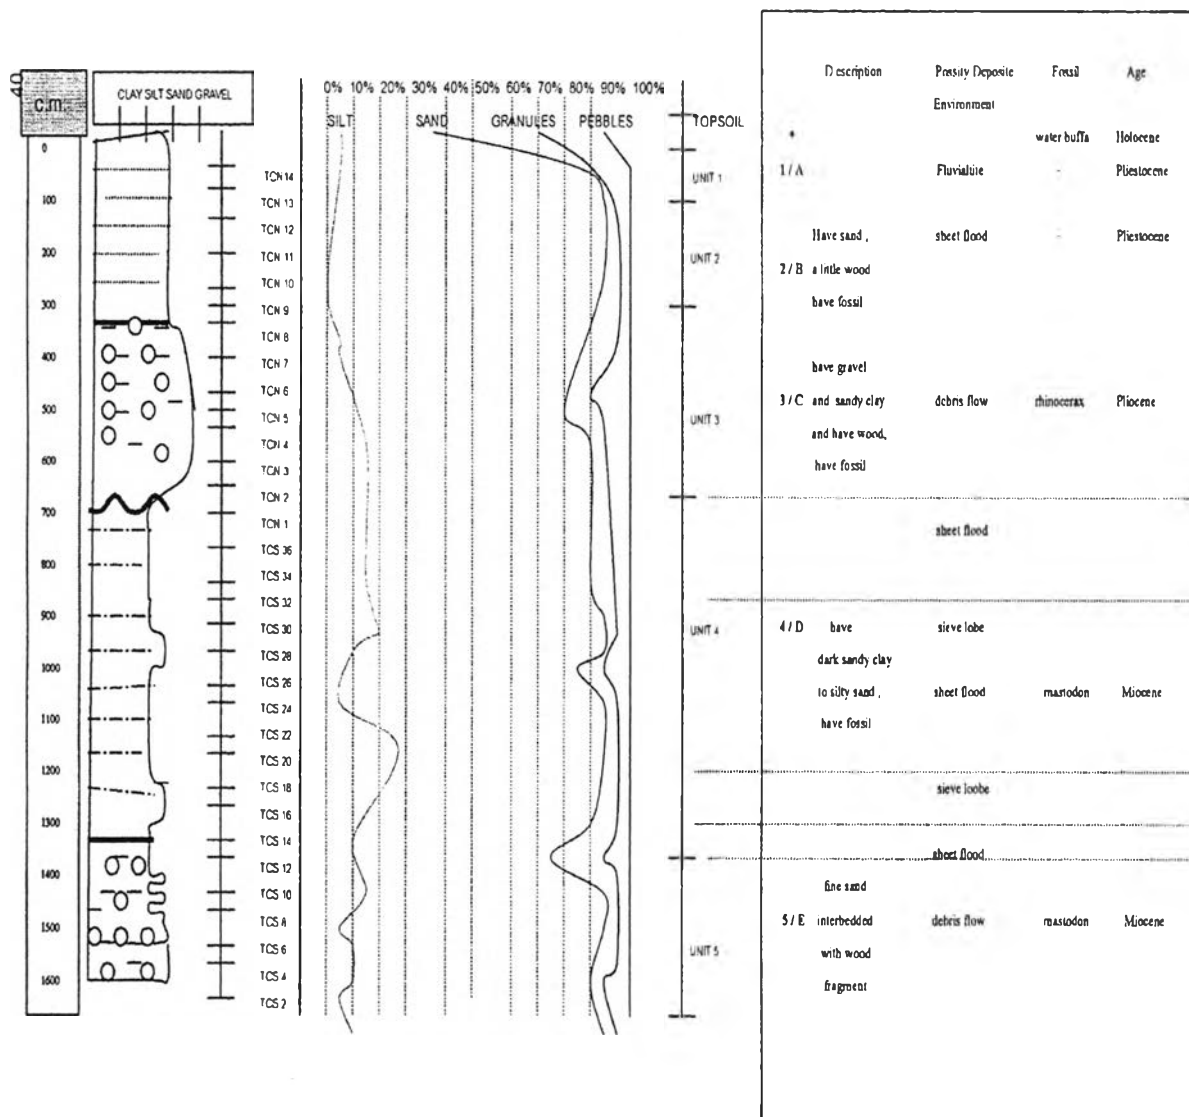 40
c.m.
CLAY SILT SAND GRAVEL
0% 10% 20% 30% 40% 50% 60% 70% 80% 90% 100%
SILT SAND GRANULES PEBBLES
TOPSOIL
Description Possity Deposite Fossil Age
Environment
water buffa Holocene
0
100
200
300
400
500
600
700
800
900
1000
1100
1200
1300
1400
1500
1600
TCN 14
TCN 13
TCN 12
TCN 11
TCN 10
TCN 9
TCN 8
TCN 7
TCN 6
TCN 5
TCN 4
TCN 3
TCN 2
TCN 1
TCS 36
TCS 34
TCS 32
TCS 30
TCS 28
TCS 26
TCS 24
TCS 22
TCS 20
TCS 18
TCS 16
TCS 14
TCS 12
TCS 10
TCS 8
TCS 6
TCS 4
TCS 2
UNIT 1
UNIT 2
UNIT 3
UNIT 4
UNIT 5
1 / A Fluvialtite - Pliestocene
Have sand , sheet flood - Pliestocene
2 / B a little wood
have fossil
have gravel
3 / C and sandy clay debris flow rhinocerax Pliocene
and have wood,
have fossil
sheet flood
4 / D have sieve lobe
dark sandy clay
to silty sand , sheet flood mastodon Miocene
have fossil
sieve loobe
sheet flood
fine sand
5 / E interbedded debris flow mastodon Miocene
with wood
fragment